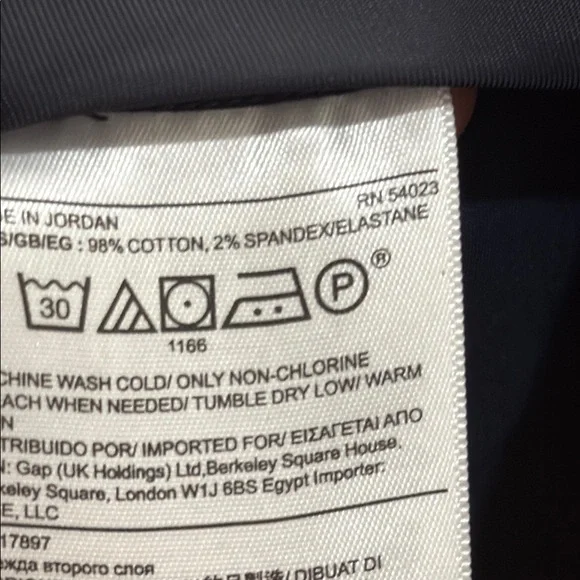 RN 54023
E IN JORDAN
S/GB/EG : 98% COTTON, 2% SPANDEX/ELASTANE
30 P ®
1166
CHINE WASH COLD/ ONLY NON-CHLORINE
ACH WHEN NEEDED/ TUMBLE DRY LOW/ WARM
N
TRIBUIDO POR/ IMPORTED FOR/ ΕΙΣΑΓΕΤΑΙ ΑΠΟ
N: Gap (UK Holdings) Ltd,Berkeley Square House,
keley Square, London W1J 6BS Egypt Importer:
E, LLC
17897
жда второго слоя
DIBUAT DI